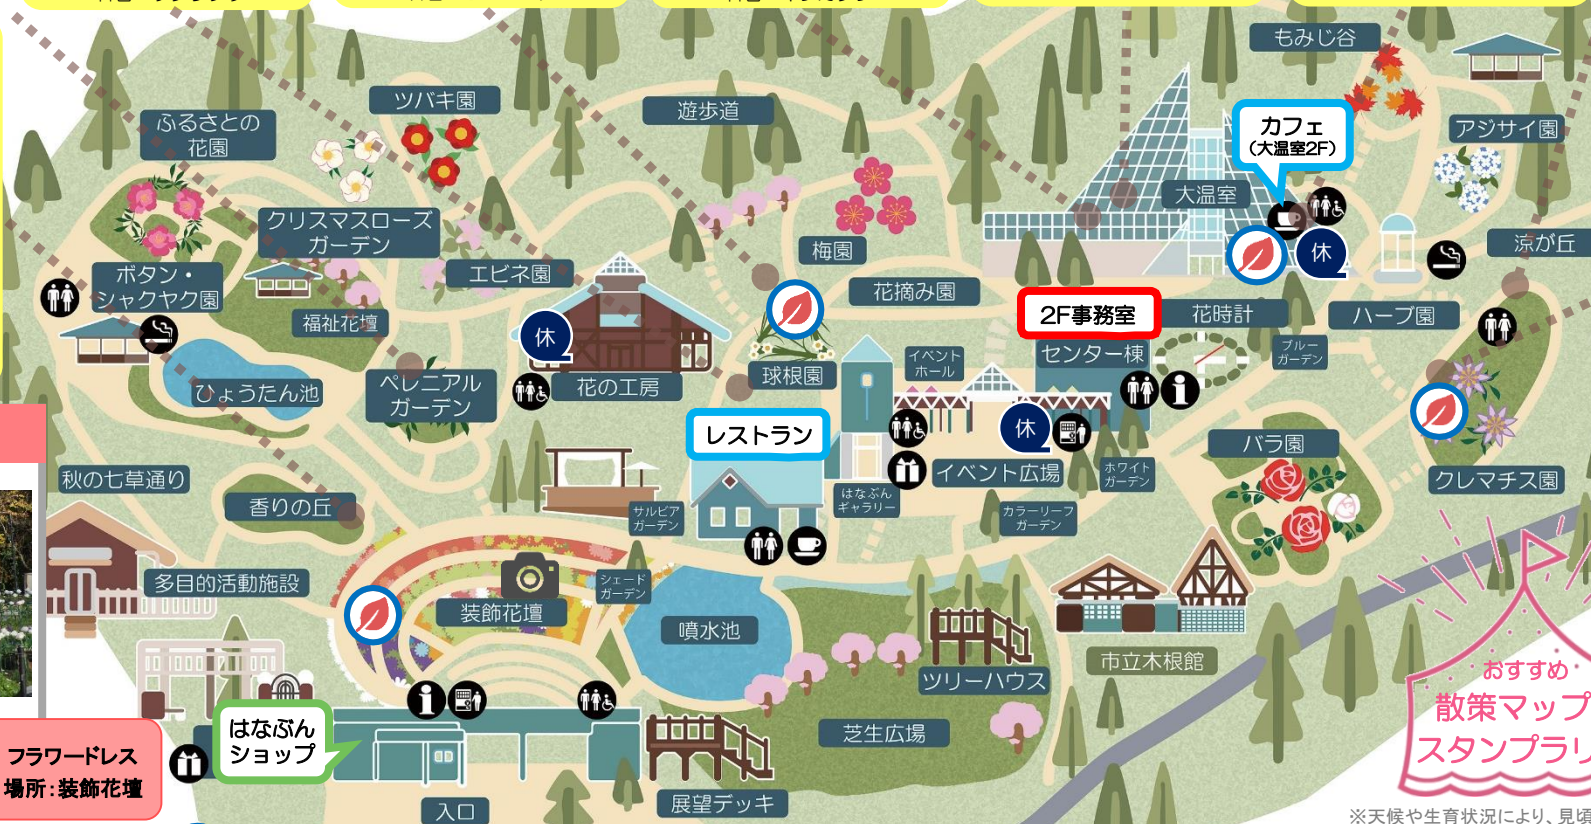 もみじ谷
ツバキ園
遊歩道
カフェ
(大温室2F)
ふるさとの
花園
アジサイ園
大温室
クリスマスローズ
ガーデン
梅園
涼が丘
エビネ園
ボタン・
シャクヤク園
花摘み園
休
2F事務室
花時計
ハーブ園
福祉花壇
休
センター棟
ブルー
ガーデン
イベント
ホール
球根園
花の工房
ペレニアル
ガーデン
ひょうたん池
レストラン
休
バラ園
イベント広場
ホワイト
ガーデン
クレマチス園
秋の七草通り
香りの丘
はなぶん
ギャラリー
サルビア
ガーデン
カラーリーフ
ガーデン
多目的活動施設
シェード
ガーデン
装飾花壇
噴水池
市立木根館
ツリーハウス
おすすめ
散策マップ
スタンプラリ
はなぶん
ショップ
芝生広場
フラワードレス
場所:装飾花壇
展望デッキ
入口
※天候や生育状況により、見頃